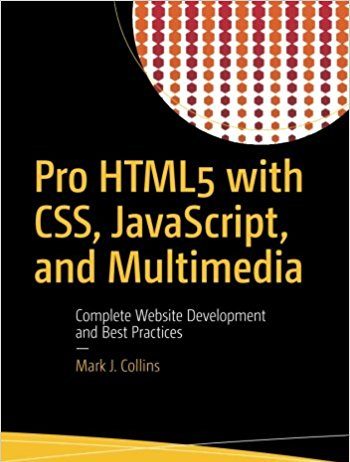 Pro HTML5 with
CSS, JavaScript,
and Multimedia
Complete Website Development
and Best Practices
—
Mark J. Collins